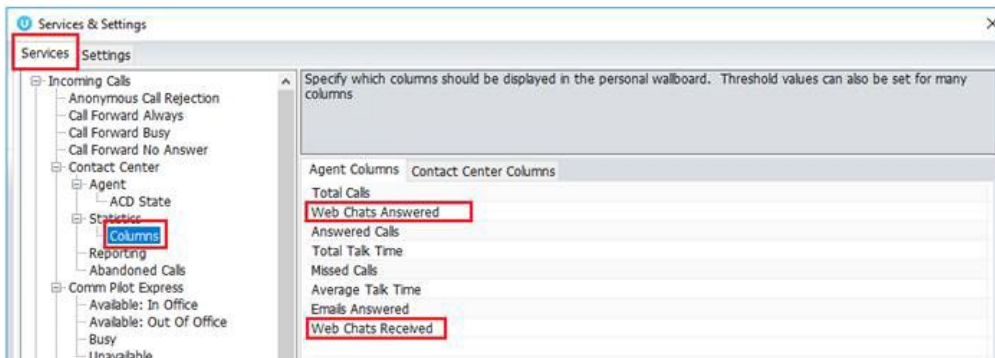 Services & Settings
Services Settings
Incoming Calls
Anonymous Call Rejection
Call Forward Always
Call Forward Busy
Call Forward No Answer
Contact Center
Agent
ACD State
Statistics
Columns
Reporting
Abandoned Calls
Comm Pilot Express
Available: In Office
Available: Out Of Office
Busy
Unavailable
Specify which columns should be displayed in the personal wallboard. Threshold values can also be set for many
columns
Agent Columns Contact Center Columns
Total Calls
Web Chats Answered
Answered Calls
Total Talk Time
Missed Calls
Average Talk Time
Emails Answered
Web Chats Received